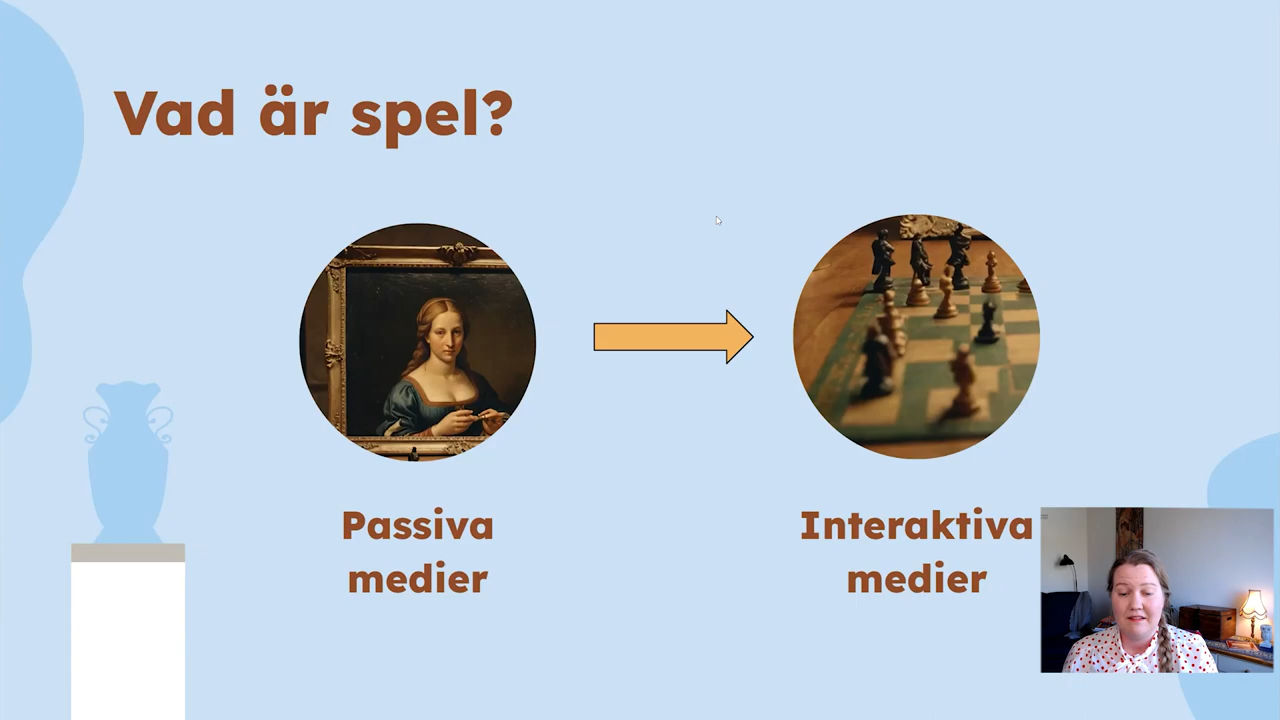 Vad är spel?
Passiva
medier
Interaktiva
medier